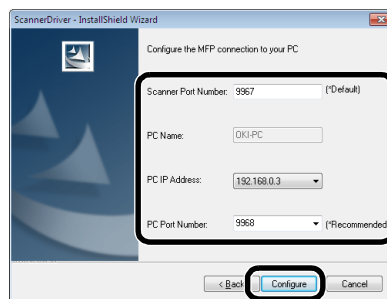 ScannerDriver - InstallShield Wizard
Configure the MFP connection to your PC
Scanner Port Number: 9967 (*Default)
PC Name: OKI-PC
PC IP Address: 192.168.0.3
PC Port Number: 9968 (*Recommended
< Back Configure Cancel